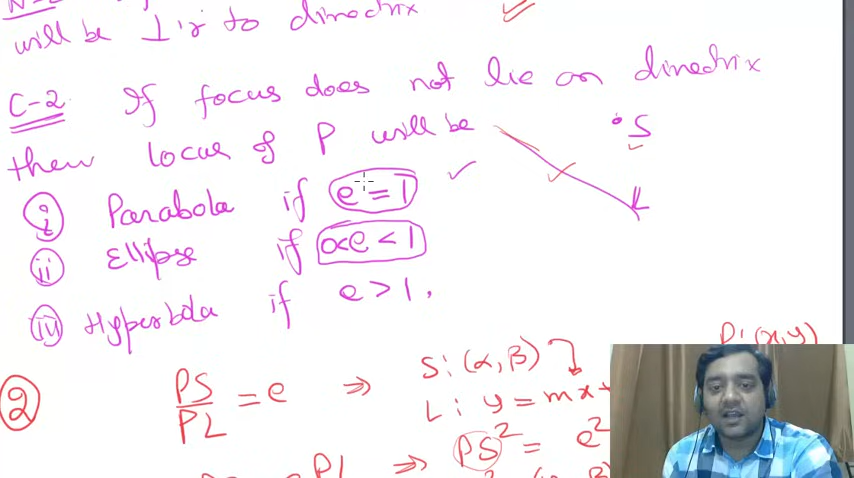 will be ⊥'r to directrix
C-2 If focus does not lie on directrix
then locus of P will be
• S
(i) Parabola if e = 1
(ii) Ellipse if 0<e < 1
(iv) Hyperbola if e > 1.
P: (x,y)
② PS/PL = e ⇒ S: (α, β)
L: y = mx+
⇒ PS² = e²